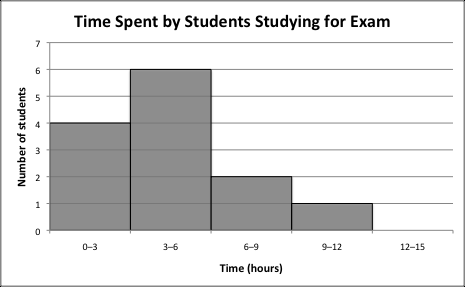 Time Spent by Students Studying for Exam
Number of students
7
6
5
4
3
2
1
0
0–3 3–6 6–9 9–12 12–15
Time (hours)